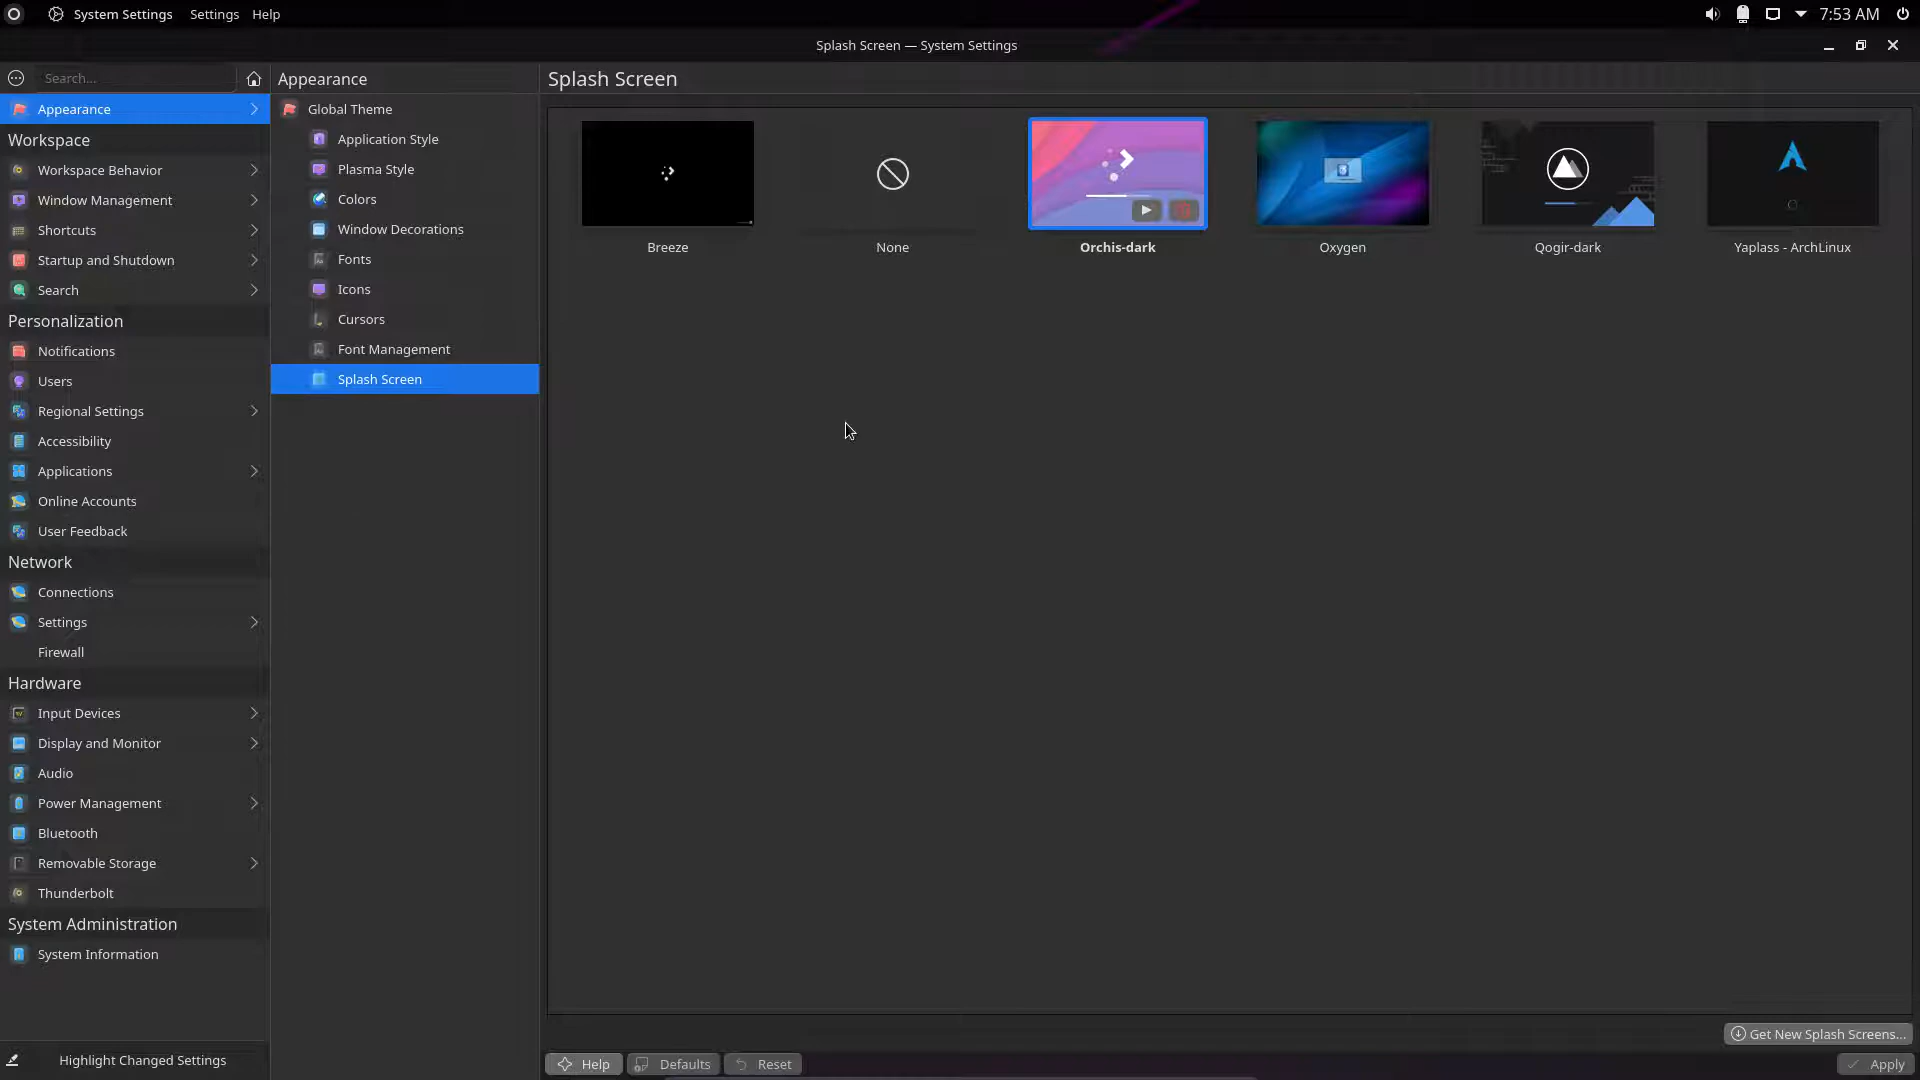 System Settings Settings Help
7:53 AM
Splash Screen — System Settings
Search...
Appearance
Workspace
Workspace Behavior
Window Management
Shortcuts
Startup and Shutdown
Search
Personalization
Notifications
Users
Regional Settings
Accessibility
Applications
Online Accounts
User Feedback
Network
Connections
Settings
Firewall
Hardware
Input Devices
Display and Monitor
Audio
Power Management
Bluetooth
Removable Storage
Thunderbolt
System Administration
System Information
Highlight Changed Settings
Appearance
Global Theme
Application Style
Plasma Style
Colors
Window Decorations
Fonts
Icons
Cursors
Font Management
Splash Screen
Splash Screen
Breeze
None
Orchis-dark
Oxygen
Qogir-dark
Yaplass - ArchLinux
Get New Splash Screens...
Help Defaults Reset Apply